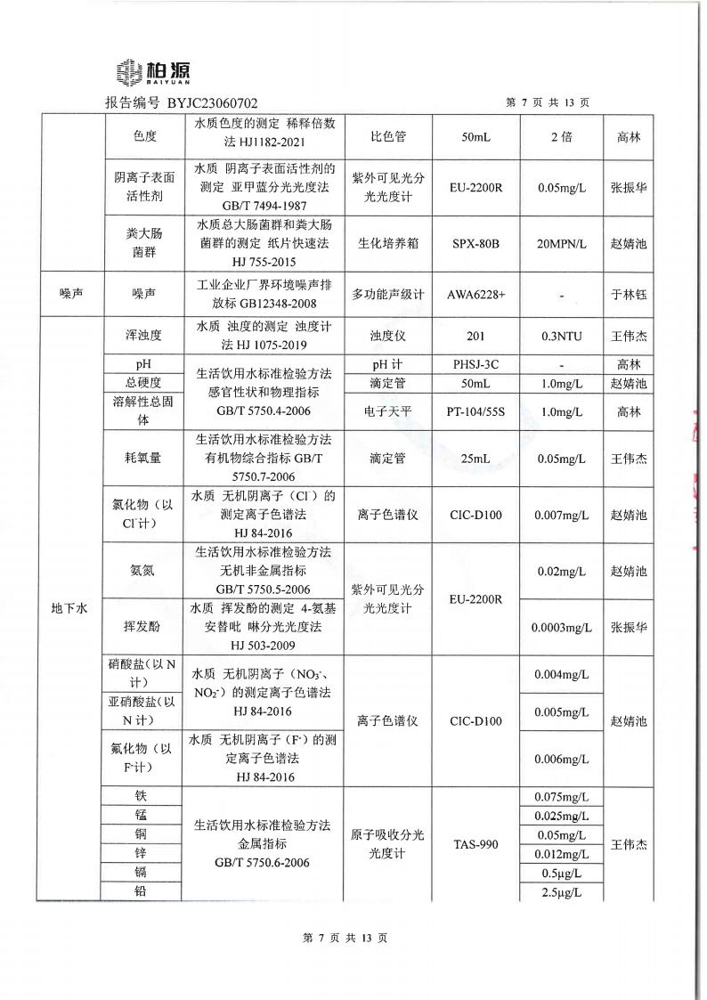 柏源
BAIYUAN
报告编号 BYJC23060702
第 7 页 共 13 页
色度
水质色度的测定 稀释倍数
法 HJ1182-2021
比色管
50mL
2 倍
高林
阴离子表面
活性剂
水质 阴离子表面活性剂的
测定 亚甲蓝分光光度法
GB/T 7494-1987
紫外可见光分
光光度计
EU-2200R
0.05mg/L
张振华
粪大肠
菌群
水质总大肠菌群和粪大肠
菌群的测定 纸片快速法
HJ 755-2015
生化培养箱
SPX-80B
20MPN/L
赵婧池
噪声
噪声
工业企业厂界环境噪声排
放标 GB12348-2008
多功能声级计
AWA6228+
-
于林钰
地下水
浑浊度
水质 浊度的测定 浊度计
法 HJ 1075-2019
浊度仪
201
0.3NTU
王伟杰
pH
生活饮用水标准检验方法
感官性状和物理指标
GB/T 5750.4-2006
pH 计
PHSJ-3C
-
高林
总硬度
滴定管
50mL
1.0mg/L
赵婧池
溶解性总固
体
电子天平
PT-104/55S
1.0mg/L
高林
耗氧量
生活饮用水标准检验方法
有机物综合指标 GB/T
5750.7-2006
滴定管
25mL
0.05mg/L
王伟杰
氯化物（以
Cl⁻计）
水质 无机阴离子（Cl⁻）的
测定离子色谱法
HJ 84-2016
离子色谱仪
CIC-D100
0.007mg/L
赵婧池
氨氮
生活饮用水标准检验方法
无机非金属指标
GB/T 5750.5-2006
紫外可见光分
光光度计
EU-2200R
0.02mg/L
赵婧池
挥发酚
水质 挥发酚的测定 4-氨基
安替吡 啉分光光度法
HJ 503-2009
0.0003mg/L
张振华
硝酸盐（以 N
计）
水质 无机阴离子（NO₃⁻、
NO₂⁻）的测定离子色谱法
HJ 84-2016
离子色谱仪
CIC-D100
0.004mg/L
赵婧池
亚硝酸盐（以
N 计）
0.005mg/L
氟化物（以
F⁻计）
水质 无机阴离子（F⁻）的测
定离子色谱法
HJ 84-2016
0.006mg/L
铁
生活饮用水标准检验方法
金属指标
GB/T 5750.6-2006
原子吸收分光
光度计
TAS-990
0.075mg/L
王伟杰
锰
0.025mg/L
铜
0.05mg/L
锌
0.012mg/L
镉
0.5μg/L
铅
2.5μg/L
第 7 页 共 13 页